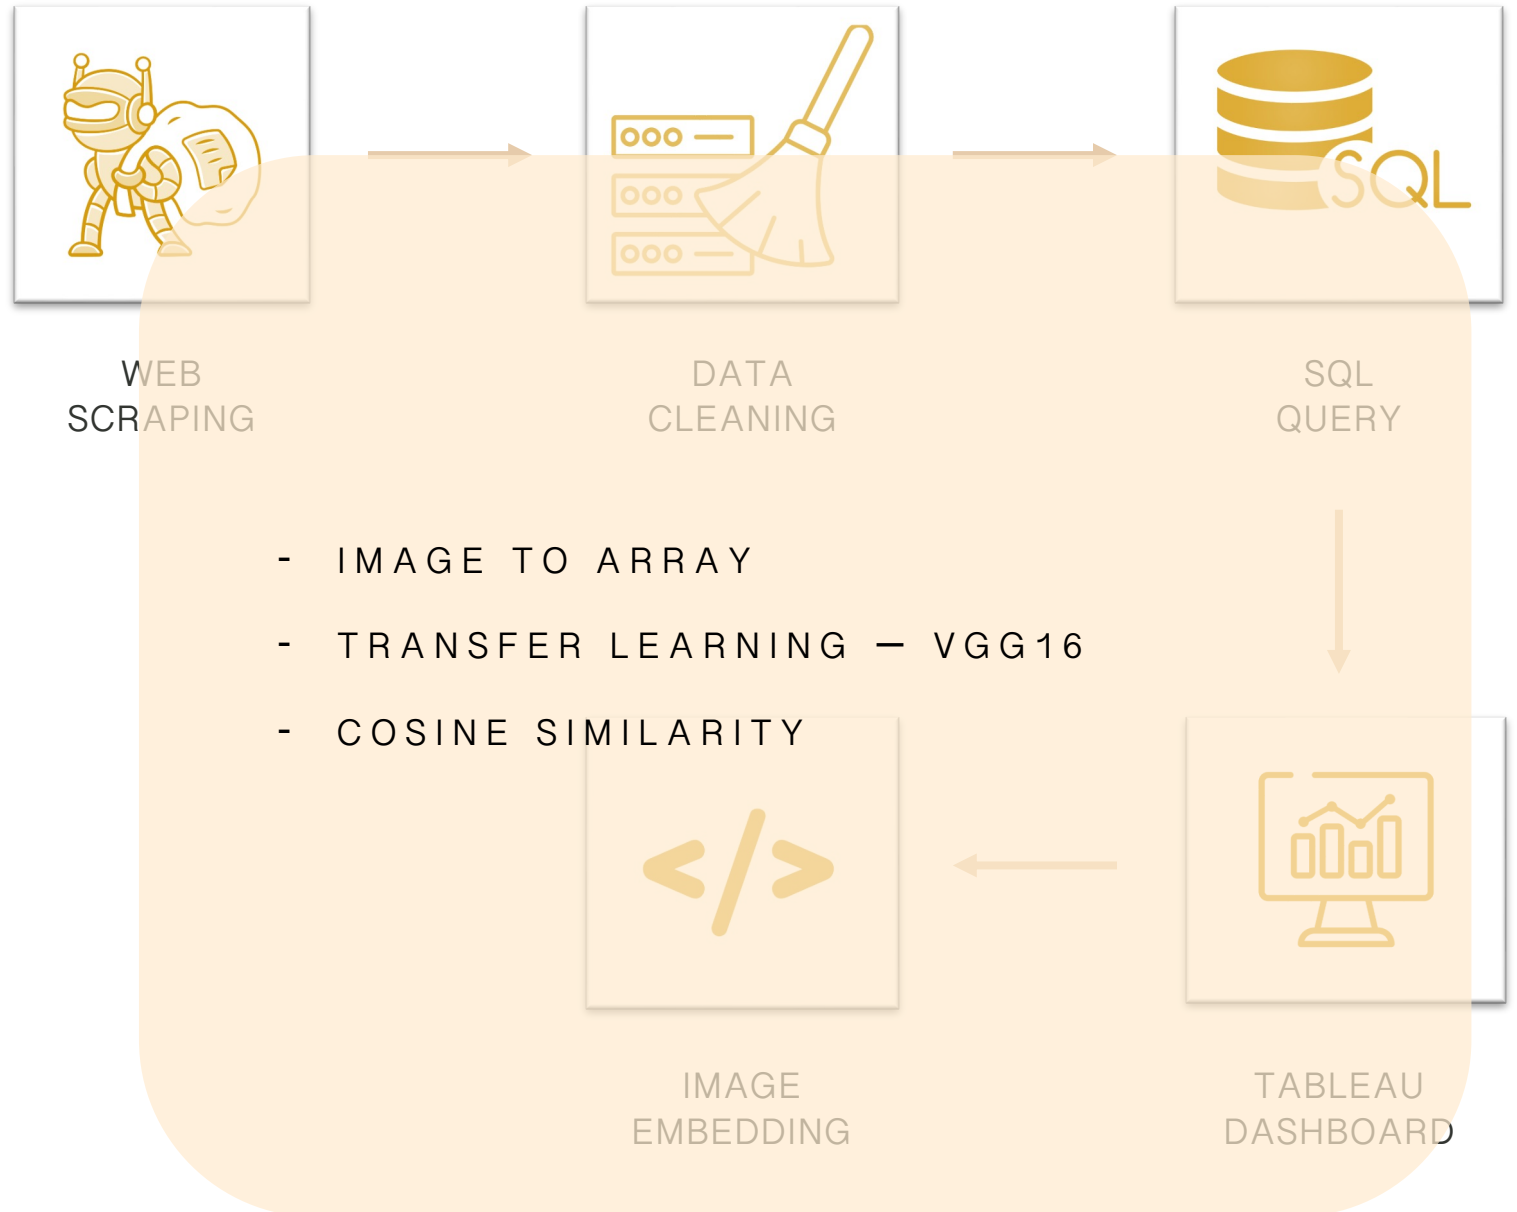 SQL
WEB
SCRAPING
DATA
CLEANING
SQL
QUERY
- IMAGE TO ARRAY
- TRANSFER LEARNING – VGG16
- COSINE SIMILARITY
</>
IMAGE
EMBEDDING
TABLEAU
DASHBOARD